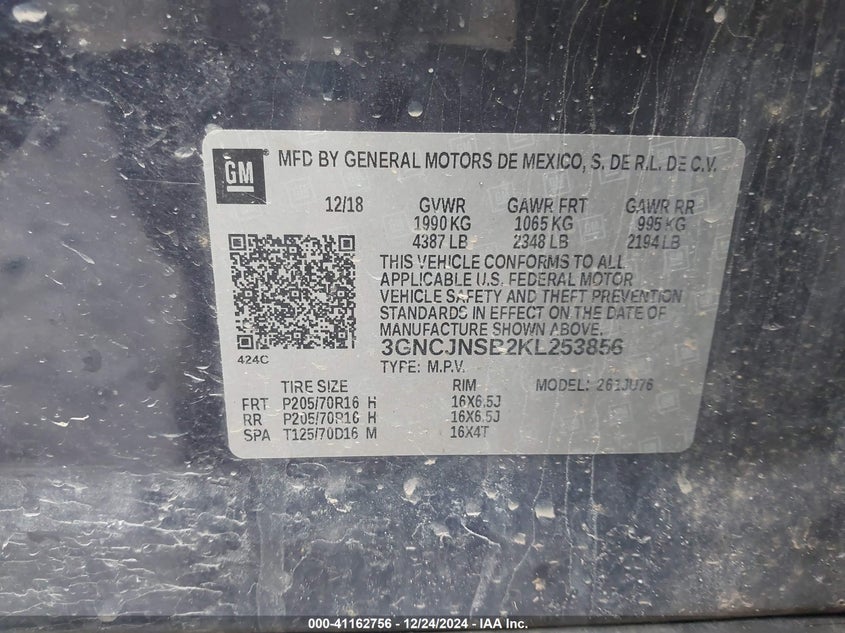 GM
MFD BY GENERAL MOTORS DE MEXICO, S. DE R.L. DE C.V.
12/18 GVWR GAWR FRT GAWR RR
1990 KG 1065 KG 995 KG
4387 LB 2348 LB 2194 LB
THIS VEHICLE CONFORMS TO ALL
APPLICABLE U.S. FEDERAL MOTOR
VEHICLE SAFETY AND THEFT PREVENTION
STANDARDS IN EFFECT ON THE DATE OF
MANUFACTURE SHOWN ABOVE.
3GNCJNSB2KL253856
424C
TYPE: M.P.V.
TIRE SIZE RIM MODEL: 261JU76
FRT P205/70R16 H 16X6.5J
RR P205/70R16 H 16X6.5J
SPA T125/70D16 M 16X4T
000-41162756 - 12/24/2024 - IAA Inc.